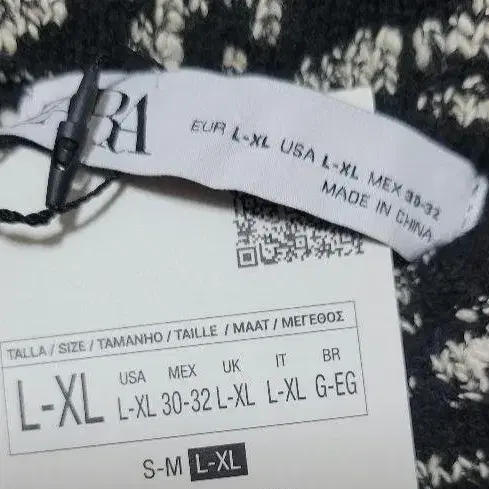 ZARA
EUR L-XL USA L-XL MEX 30-32
MADE IN CHINA
TALLA / SIZE / TAMANHO / TAILLE / MAAT / ΜΕΓΕΘΟΣ
L-XL
USA MEX UK IT BR
L-XL 30-32 L-XL L-XL G-EG
S-M L-XL